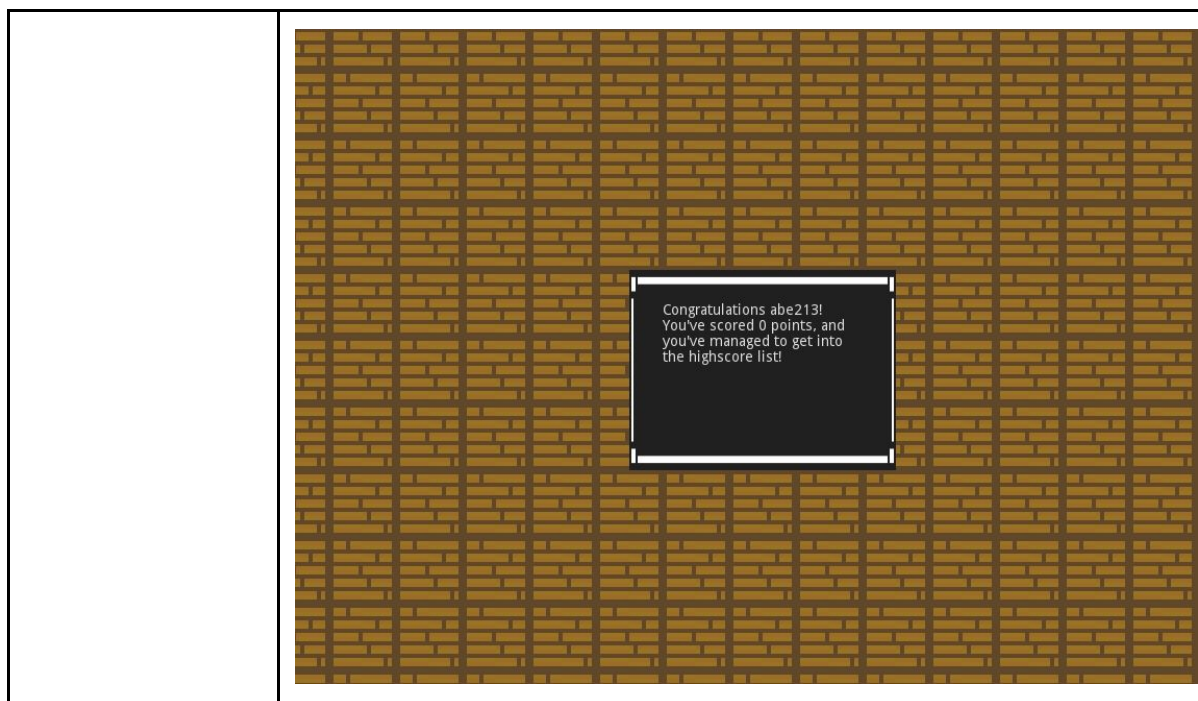 Congratulations abe213!
You've scored 0 points, and
you've managed to get into
the highscore list!